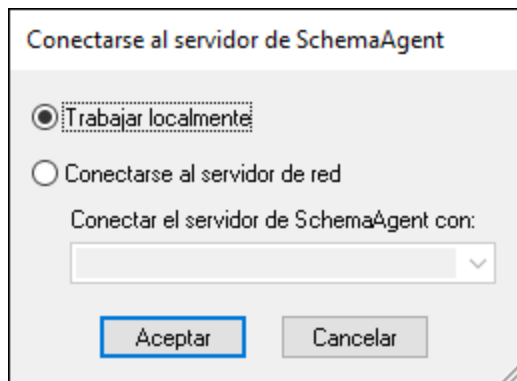 Conectarse al servidor de SchemaAgent
Trabajar localmente
Conectarse al servidor de red
Conectar el servidor de SchemaAgent con:
Aceptar
Cancelar